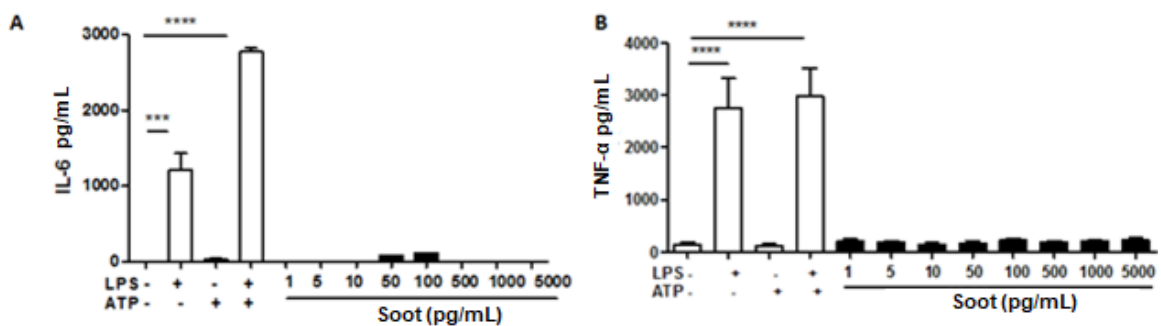 A
IL-6 pg/mL
3000
2000
1000
0
****
***
LPS - + - + 1 5 10 50 100 500 1000 5000
ATP - - + +
Soot (pg/mL)
B
TNF-α pg/mL
4000
3000
2000
1000
0
****
****
LPS - + - + 1 5 10 50 100 500 1000 5000
ATP - - + +
Soot (pg/mL)